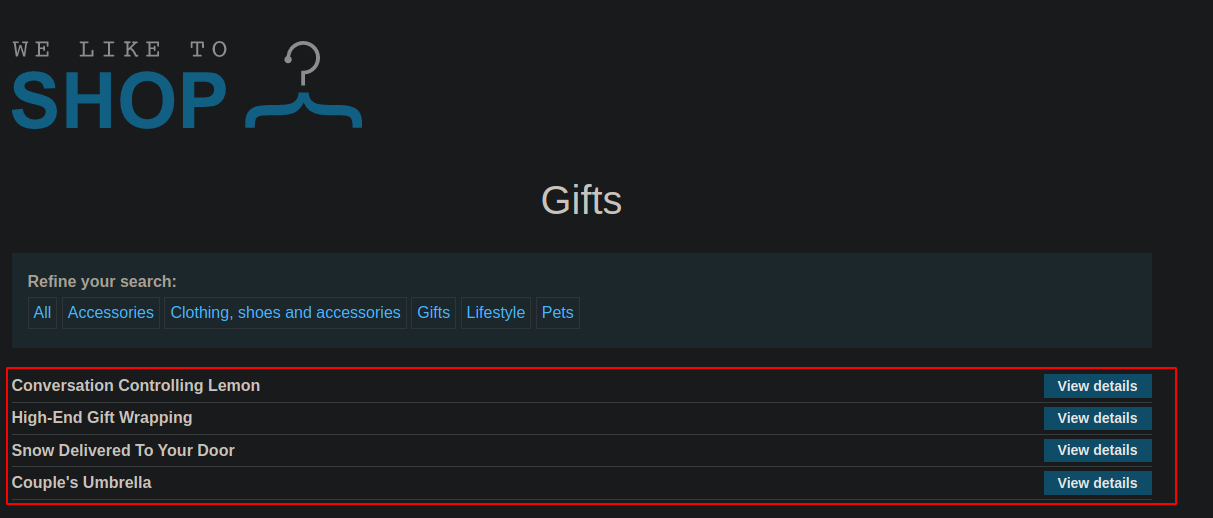 WE LIKE TO
SHOP
Gifts
Refine your search:
All Accessories Clothing, shoes and accessories Gifts Lifestyle Pets
Conversation Controlling Lemon View details
High-End Gift Wrapping View details
Snow Delivered To Your Door View details
Couple's Umbrella View details